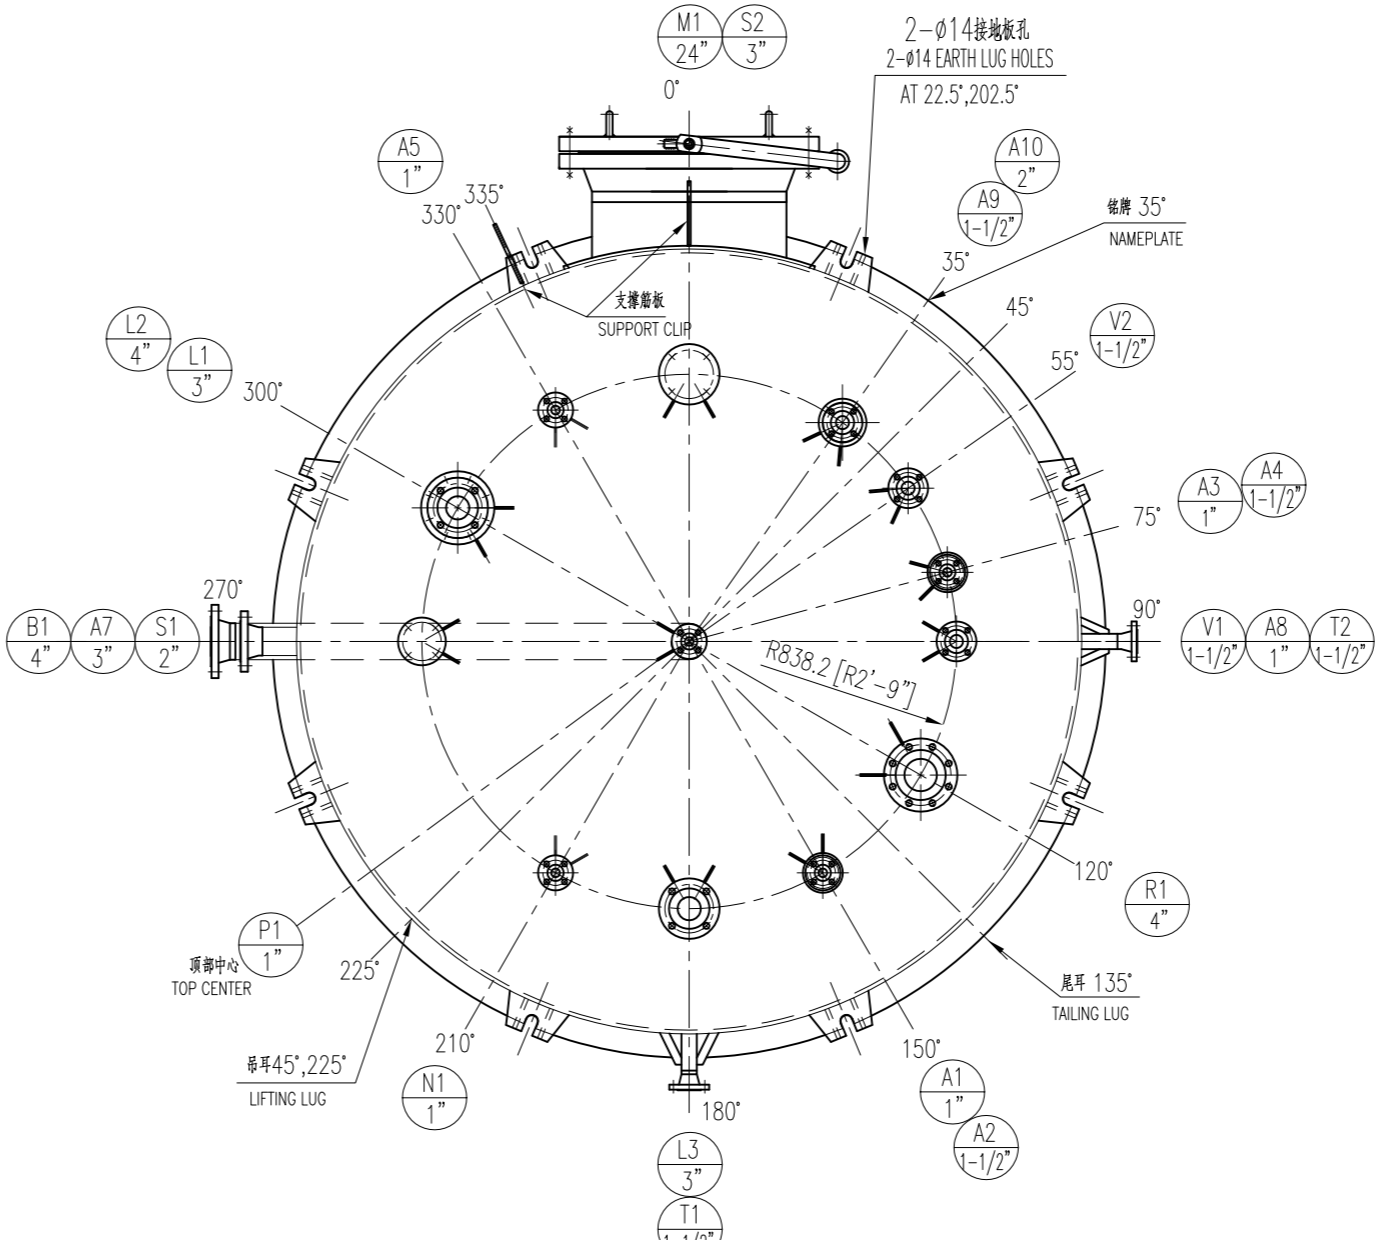 M1
24”
S2
3”
0°
2-ø14接地板孔
2-ø14 EARTH LUG HOLES
AT 22.5°,202.5°
A5
1”
335°
330°
A10
2”
A9
1-1/2”
铭牌 35°
NAMEPLATE
35°
45°
55°
V2
1-1/2”
支撑筋板
SUPPORT CLIP
L2
4”
L1
3”
300°
75°
A3
1”
A4
1-1/2”
270°
90°
B1
4”
A7
3”
S1
2”
V1
1-1/2”
A8
1”
T2
1-1/2”
R838.2 [R2’-9”]
120°
R1
4”
P1
1”
顶部中心
TOP CENTER
225°
尾耳 135°
TAILING LUG
210°
150°
吊耳45°,225°
LIFTING LUG
N1
1”
A1
1”
180°
A2
1-1/2”
L3
3”
T1
1-1/2”